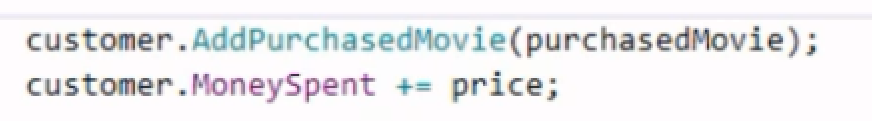 customer.AddPurchasedMovie(purchasedMovie);
customer.MoneySpent += price;